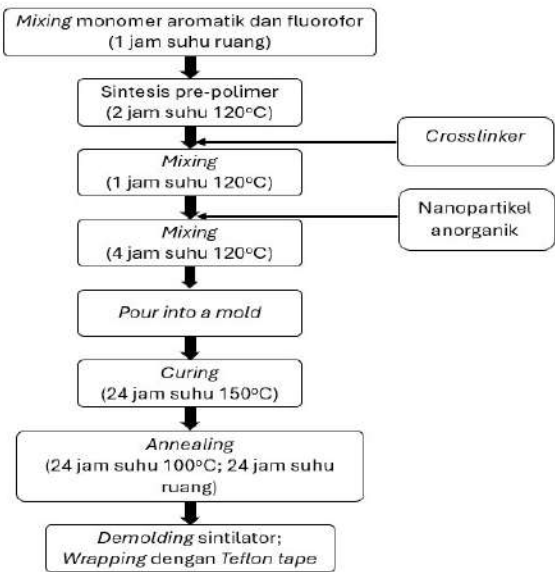 Mixing monomer aromatik dan fluorofor
(1 jam suhu ruang)
Sintesis pre-polimer
(2 jam suhu 120°C)
Crosslinker
Mixing
(1 jam suhu 120°C)
Nanopartikel
anorganik
Mixing
(4 jam suhu 120°C)
Pour into a mold
Curing
(24 jam suhu 150°C)
Annealing
(24 jam suhu 100°C; 24 jam suhu
ruang)
Demolding sintilator;
Wrapping dengan Teflon tape